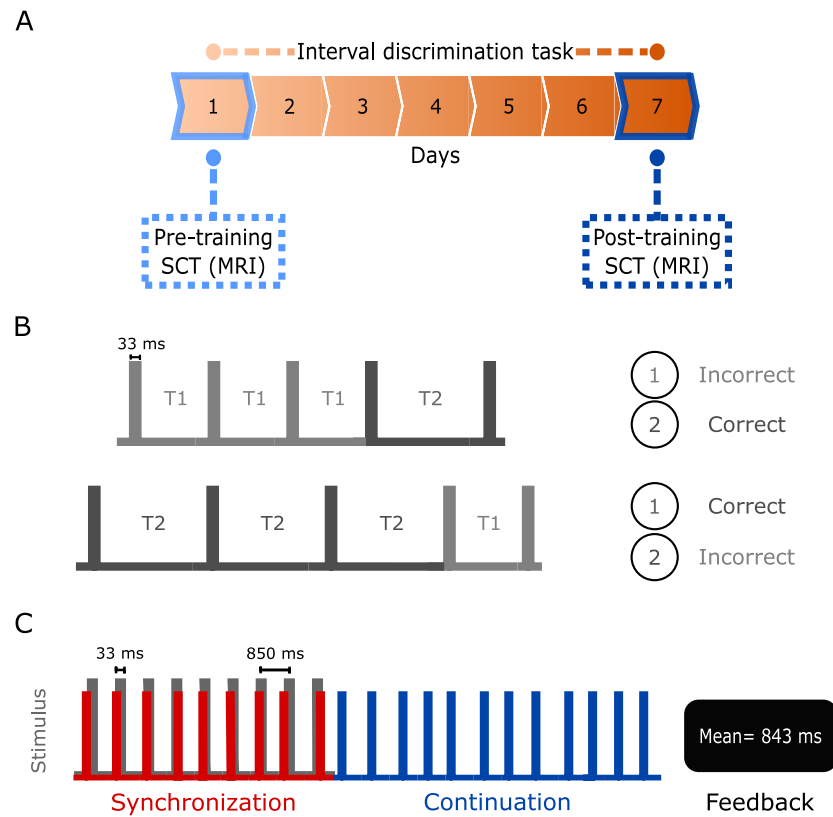 A
Interval discrimination task
1 2 3 4 5 6 7
Days
Pre-training
SCT (MRI)
Post-training
SCT (MRI)
B
33 ms
T1 T1 T1 T2
1 Incorrect
2 Correct
T2 T2 T2 T1
1 Correct
2 Incorrect
C
33 ms 850 ms
Stimulus
Mean= 843 ms
Synchronization Continuation Feedback